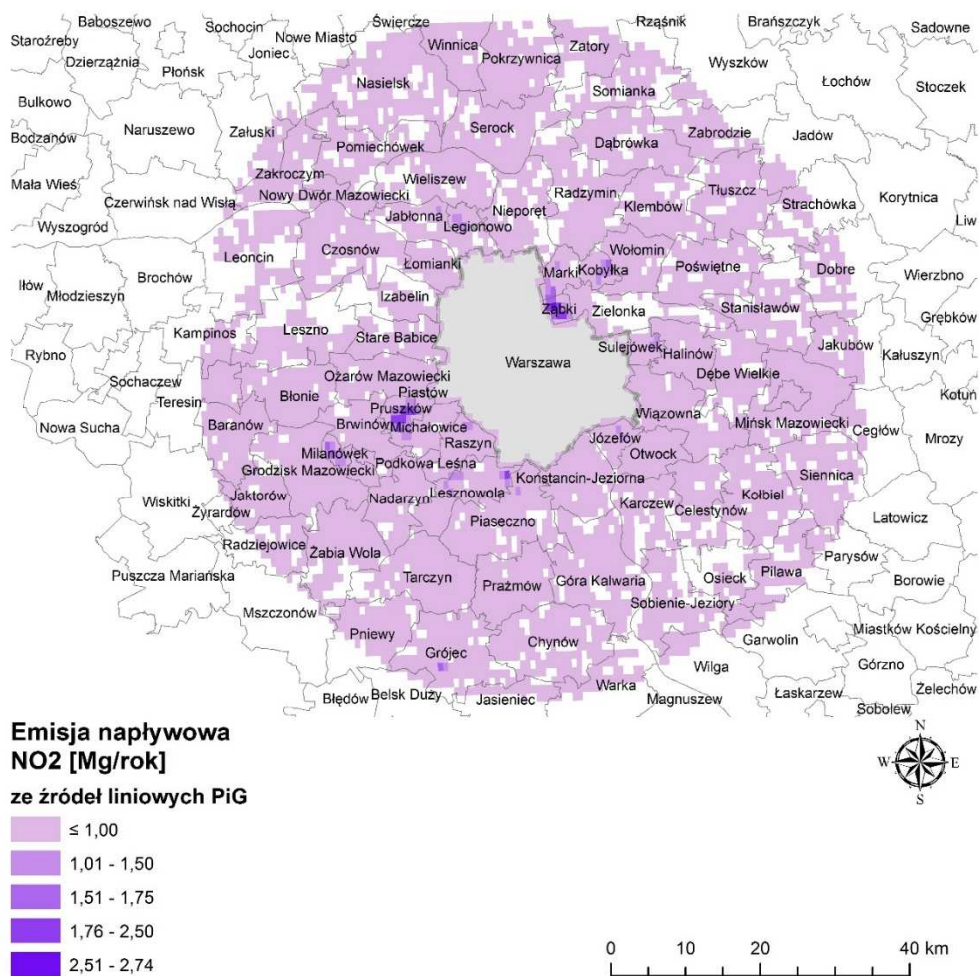 Baboszewo
Sochocin
Nowe Miasto
Świercze
Rząśnik
Brańszczyk
Sadowne
Staroźreby
Dzierzążnia
Joniec
Winnica
Pokrzywnica
Zatory
Płońsk
Wyszków
Łochów
Stoczek
Nasielsk
Somianka
Bulkowo
Naruszewo
Załuski
Serock
Zabrodzie
Jadów
Bodzanów
Pomiechówek
Dąbrówka
Mała Wieś
Zakroczym
Wieliszew
Radzymin
Tłuszcz
Korytnica
Czerwińsk nad Wisłą
Nowy Dwór Mazowiecki
Nieporęt
Klembów
Strachówka
Liw
Wyszogród
Jabłonna
Legionowo
Wołomin
Leoncin
Czosnów
Łomianki
Marki
Kobyłka
Poświętne
Dobre
Wierzbno
Iłów
Młodzieszyn
Brochów
Izabelin
Ząbki
Zielonka
Stanisławów
Grębków
Kampinos
Leszno
Stare Babice
Sulejówek
Halinów
Jakubów
Kałuszyn
Rybno
Warszawa
Sochaczew
Teresin
Ożarów Mazowiecki
Dębe Wielkie
Kotuń
Błonie
Piastów
Nowa Sucha
Baranów
Brwinów
Pruszków
Michałowice
Wiązowna
Mińsk Mazowiecki
Cegłów
Mrozy
Milanówek
Raszyn
Józefów
Otwock
Grodzisk Mazowiecki
Podkowa Leśna
Konstancin-Jeziorna
Siennica
Wiskitki
Jaktorów
Nadarzyn
Lesznowola
Karczew
Celestynów
Kołbiel
Latowicz
Żyrardów
Piaseczno
Radziejowice
Żabia Wola
Parysów
Puszcza Mariańska
Tarczyn
Prażmów
Góra Kalwaria
Osieck
Pilawa
Borowie
Mszczonów
Sobienie-Jeziory
Pniewy
Chynów
Garwolin
Miastków Kościelny
Grójec
Wilga
Górzno
Błędów
Belsk Duży
Jasieniec
Warka
Magnuszew
Łaskarzew
Żelechów
Sobolew
Emisja napływowa
NO2 [Mg/rok]
ze źródeł liniowych PiG
≤ 1,00
1,01 - 1,50
1,51 - 1,75
1,76 - 2,50
2,51 - 2,74
N
W
E
S
0 10 20 40 km